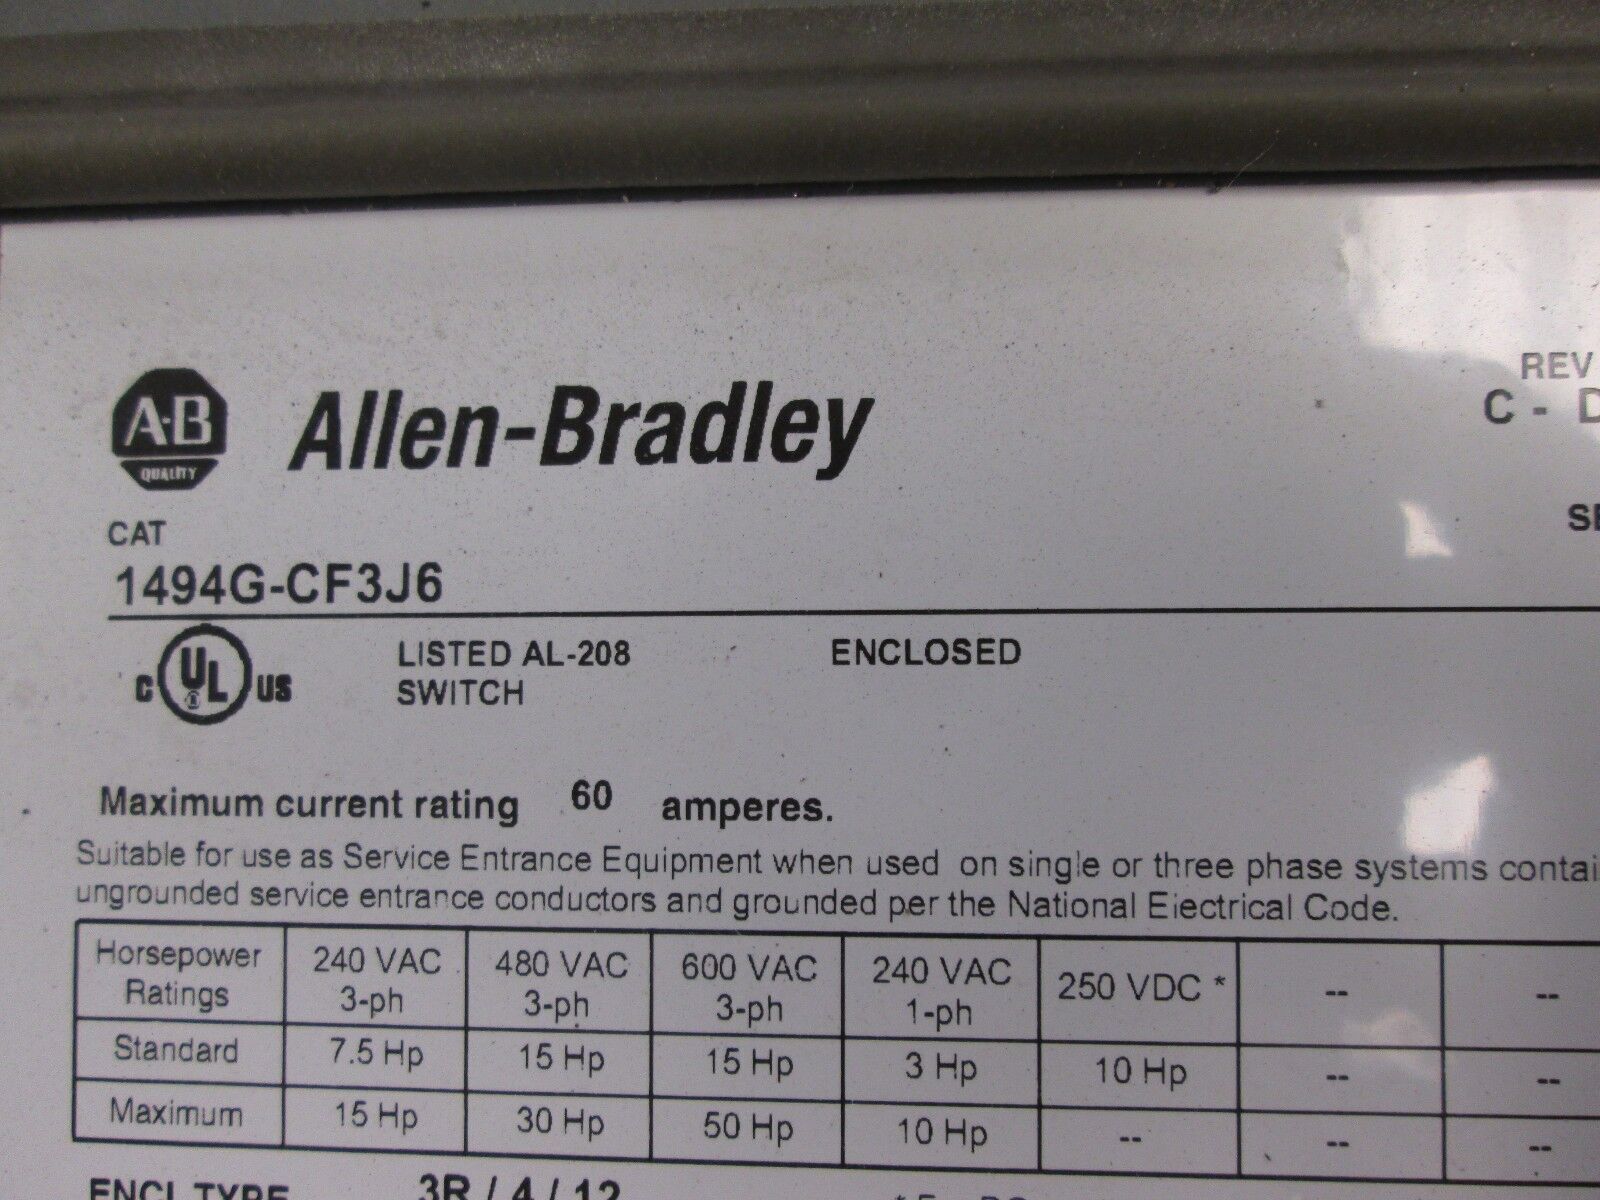 REV
C - D
A-B
QUALITY
Allen-Bradley
SE
CAT
1494G-CF3J6
C UL US
LISTED AL-208 ENCLOSED
SWITCH
Maximum current rating 60 amperes.
Suitable for use as Service Entrance Equipment when used on single or three phase systems contai
ungrounded service entrance conductors and grounded per the National Electrical Code.
Horsepower Ratings 240 VAC 3-ph 480 VAC 3-ph 600 VAC 3-ph 240 VAC 1-ph 250 VDC * -- --
Standard 7.5 Hp 15 Hp 15 Hp 3 Hp 10 Hp -- --
Maximum 15 Hp 30 Hp 50 Hp 10 Hp -- -- --
ENCL TYPE 3R / 4 / 12